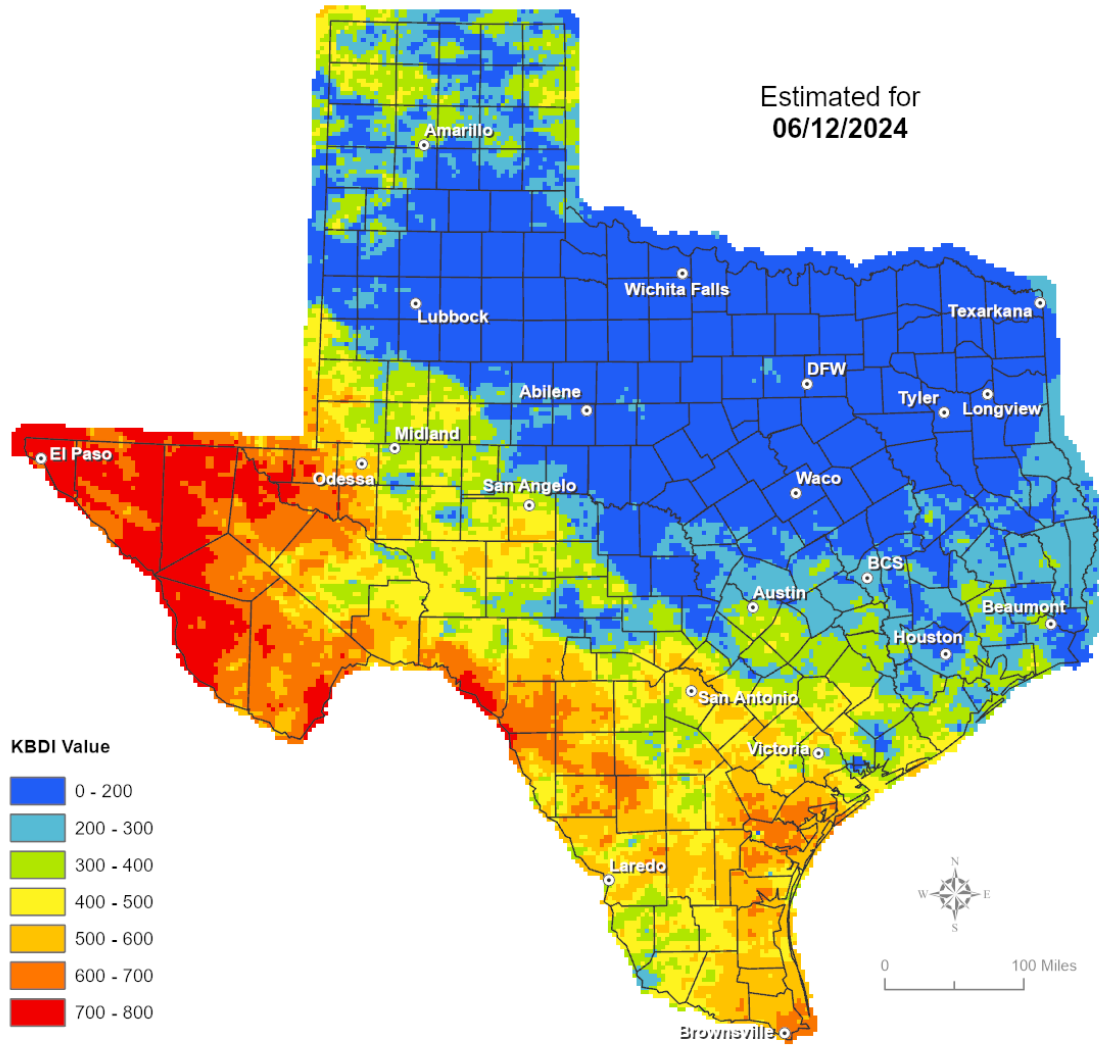 Estimated for
06/12/2024
Amarillo
Wichita Falls
Lubbock
Texarkana
DFW
Abilene
Tyler
Longview
Midland
El Paso
Odessa
San Angelo
Waco
BCS
Austin
Beaumont
Houston
San Antonio
Victoria
KBDI Value
0 - 200
200 - 300
300 - 400
400 - 500
500 - 600
600 - 700
700 - 800
Laredo
N
W E
S
0 100 Miles
Brownsville